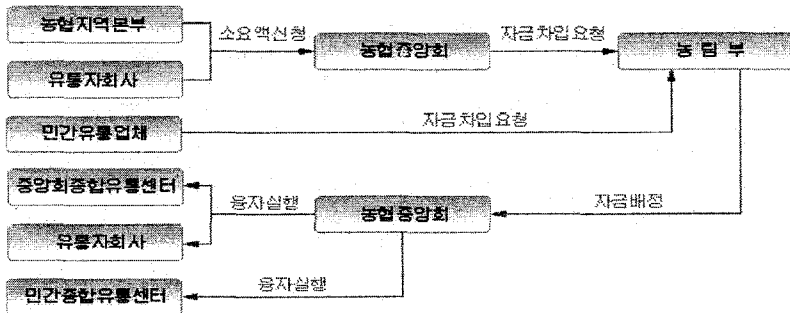 농협지역본부
소요액신청
자금차입요청
농협중앙회
농 림 부
유통자회사
민간유통업체
자금차입요청
중앙회종합유통센터
융자실행
농협중앙회
자금배정
유통자회사
융자실행
민간종합유통센터